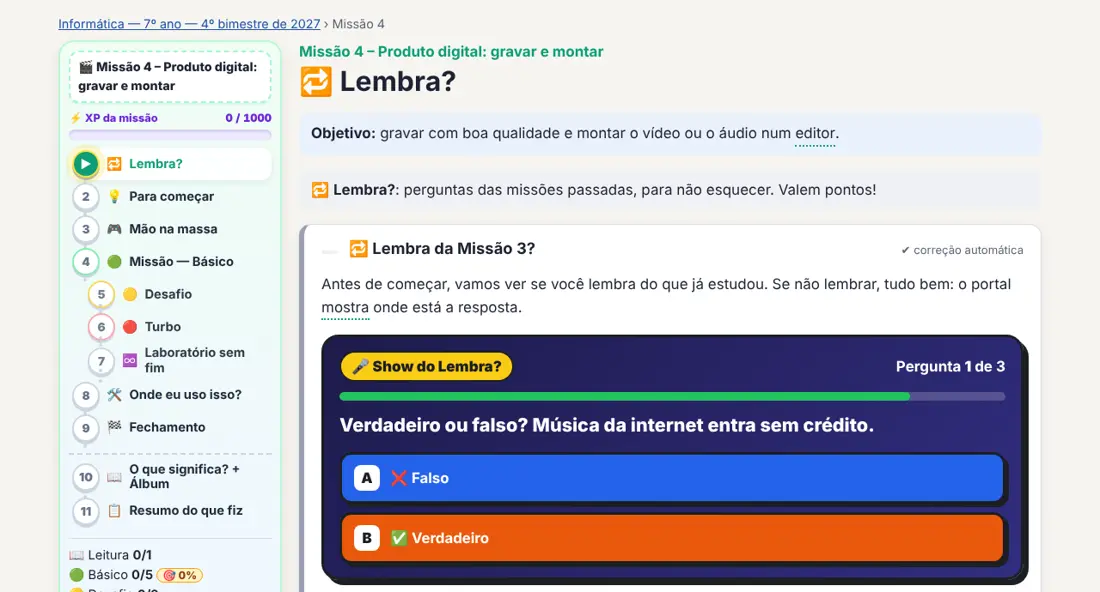 Informática — 7º ano — 4º bimestre de 2027 › Missão 4
🎬 Missão 4 – Produto digital:
gravar e montar
⚡ XP da missão 0 / 1000
▶ 🔁 Lembra?
2 💡 Para começar
3 🎮 Mão na massa
4 🟢 Missão — Básico
5 🟡 Desafio
6 🔴 Turbo
7 ♾️ Laboratório sem
fim
8 🛠️ Onde eu uso isso?
9 🏁 Fechamento
10 📖 O que significa? +
Álbum
11 📋 Resumo do que fiz
📖 Leitura 0/1
🟢 Básico 0/5 🎯 0%
Missão 4 – Produto digital: gravar e montar
🔁 Lembra?
Objetivo: gravar com boa qualidade e montar o vídeo ou o áudio num editor.
🔁 Lembra?: perguntas das missões passadas, para não esquecer. Valem pontos!
🔁 Lembra da Missão 3?
✔ correção automática
Antes de começar, vamos ver se você lembra do que já estudou. Se não lembrar, tudo bem: o portal
mostra onde está a resposta.
🎤 Show do Lembra?
Pergunta 1 de 3
Verdadeiro ou falso? Música da internet entra sem crédito.
A ❌ Falso
B ✅ Verdadeiro